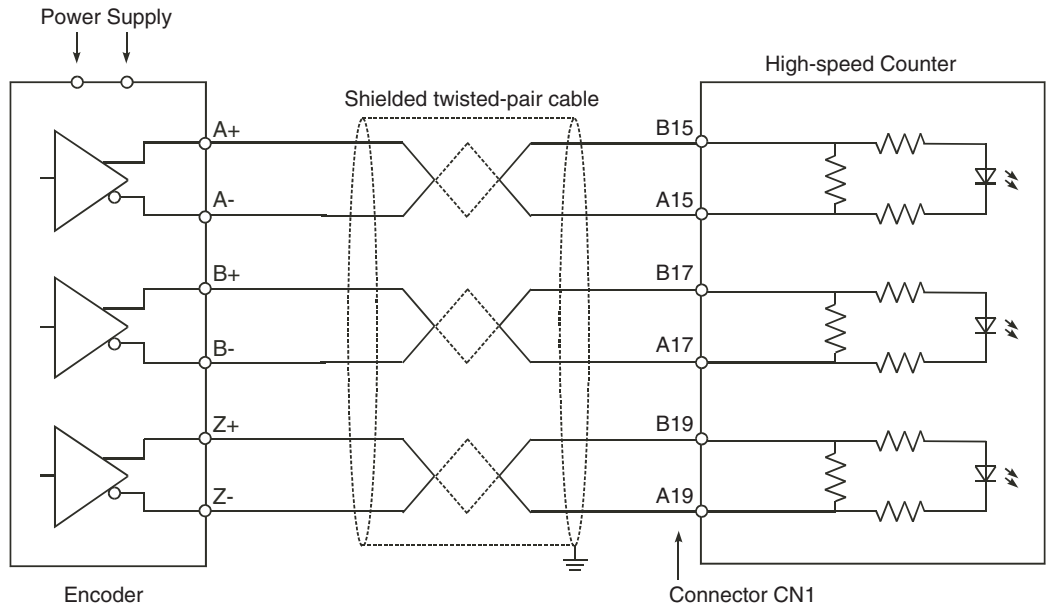 Power Supply
High-speed Counter
Shielded twisted-pair cable
A+
B15
A-
A15
B+
B17
B-
A17
Z+
B19
Z-
A19
Encoder
Connector CN1